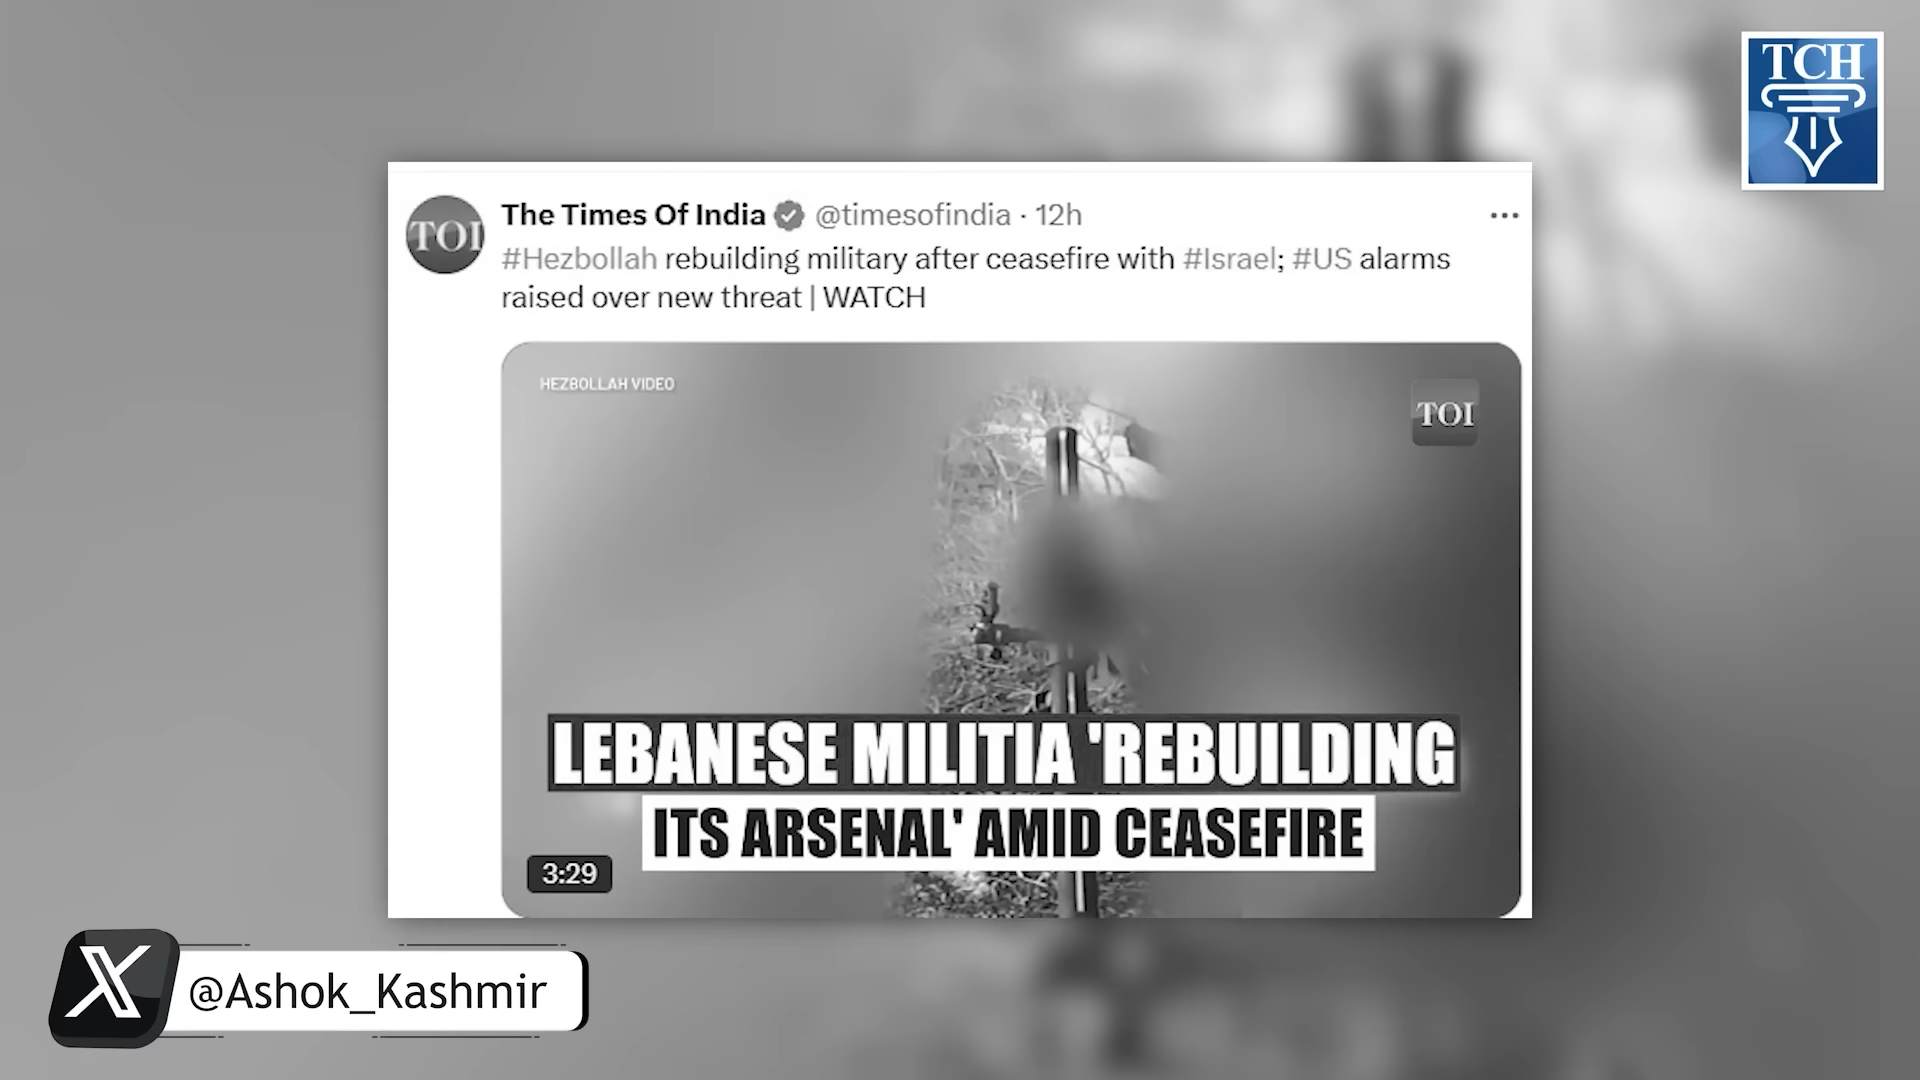 TCH
TOI
The Times Of India @timesofindia · 12h
#Hezbollah rebuilding military after ceasefire with #Israel; #US alarms
raised over new threat | WATCH
HEZBOLLAH VIDEO
TOI
LEBANESE MILITIA 'REBUILDING
ITS ARSENAL' AMID CEASEFIRE
3:29
X @Ashok_Kashmir